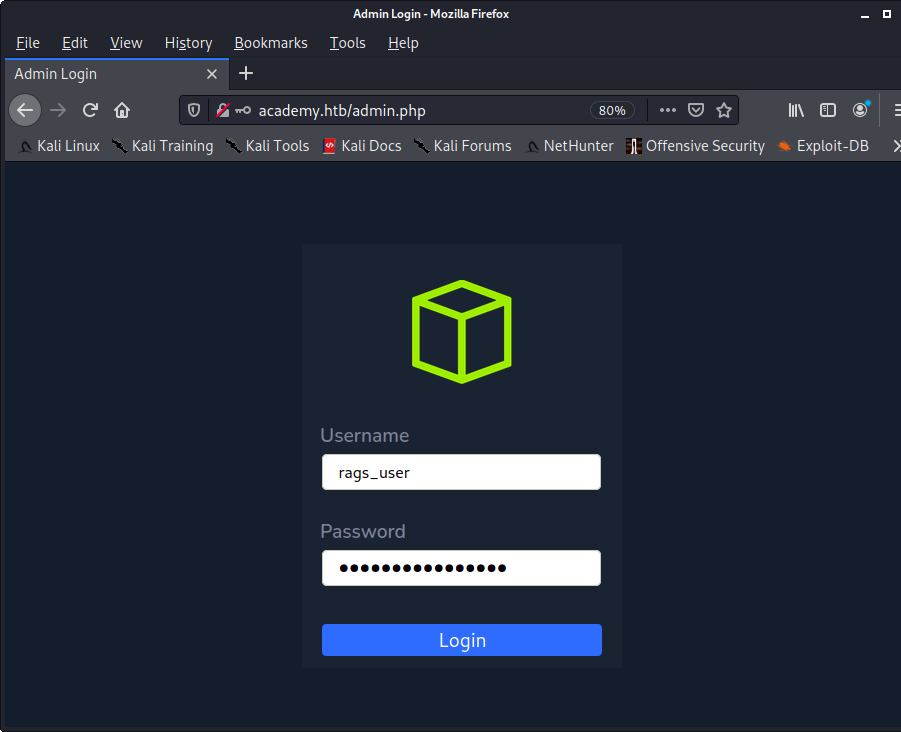 Admin Login - Mozilla Firefox
File Edit View History Bookmarks Tools Help
Admin Login
academy.htb/admin.php 80%
Kali Linux Kali Training Kali Tools Kali Docs Kali Forums NetHunter Offensive Security Exploit-DB
Username
rags_user
Password
••••••••••••••••
Login